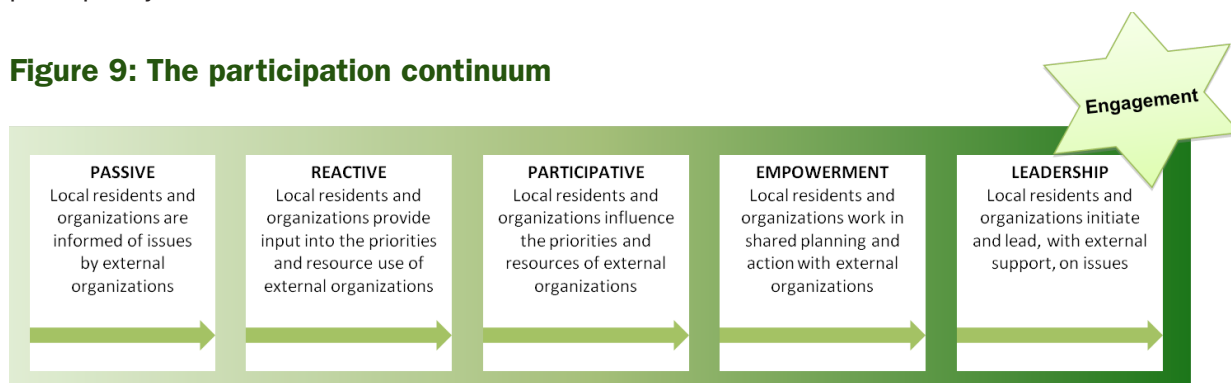 Figure 9: The participation continuum
Engagement
PASSIVE
Local residents and
organizations are
informed of issues
by external
organizations
REACTIVE
Local residents and
organizations provide
input into the priorities
and resource use of
external organizations
PARTICIPATIVE
Local residents and
organizations influence
the priorities and
resources of external
organizations
EMPOWERMENT
Local residents and
organizations work in
shared planning and
action with external
organizations
LEADERSHIP
Local residents and
organizations initiate
and lead, with external
support, on issues